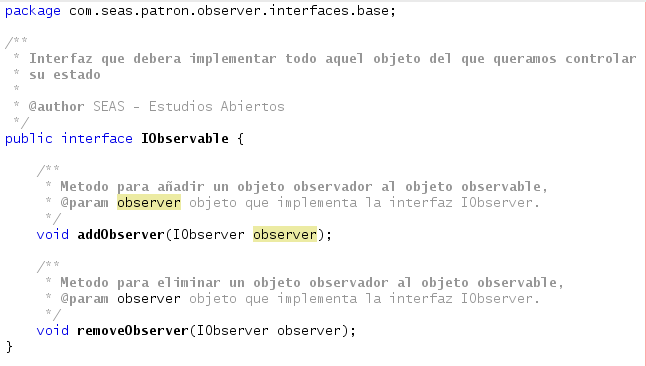 package com.seas.patron.observer.interfaces.base;
/**
* Interfaz que debera implementar todo aquel objeto del que queramos controlar
* su estado
*
* @author SEAS - Estudios Abiertos
*/
public interface IObservable {
/**
* Metodo para añadir un objeto observador al objeto observable,
* @param observer objeto que implementa la interfaz IObserver.
*/
void addObserver(IObserver observer);
/**
* Metodo para eliminar un objeto observador al objeto observable,
* @param observer objeto que implementa la interfaz IObserver.
*/
void removeObserver(IObserver observer);
}